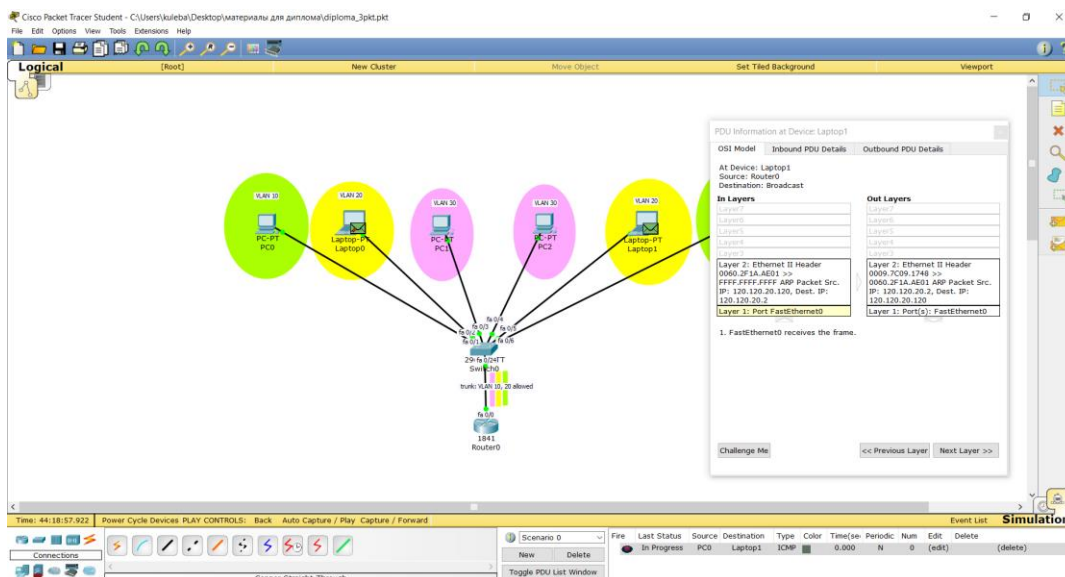 Cisco Packet Tracer Student - C:\Users\kuleba\Desktop\материалы для диплома\diploma_3pkt.pkt
File Edit Options View Tools Extensions Help
Logical [Root] New Cluster Move Object Set Tiled Background Viewport
VLAN 10
PC-PT
PC0
VLAN 20
Laptop-PT
Laptop0
VLAN 30
PC-PT
PC1
VLAN 30
PC-PT
PC2
VLAN 20
Laptop-PT
Laptop1
fa 0/4
fa 0/3 fa 0/5
fa 0/2
fa 0/1 fa 0/6
fa 0/24
Switch0
trunk: VLAN 10, 20 allowed
fa 0/0
1841
Router0
PDU Information at Device: Laptop1
OSI Model Inbound PDU Details Outbound PDU Details
At Device: Laptop1
Source: Router0
Destination: Broadcast
In Layers Out Layers
Layer7 Layer7
Layer6 Layer6
Layer5 Layer5
Layer4 Layer4
Layer3 Layer3
Layer 2: Ethernet II Header Layer 2: Ethernet II Header
0060.2F1A.AE01 >> 0009.7C09.1748 >>
FFFF.FFFF.FFFF ARP Packet Src. 0060.2F1A.AE01 ARP Packet Src.
IP: 120.120.20.120, Dest. IP: IP: 120.120.20.2, Dest. IP:
120.120.20.2 120.120.20.120
Layer 1: Port FastEthernet0 Layer 1: Port(s): FastEthernet0
1. FastEthernet0 receives the frame.
Challenge Me << Previous Layer Next Layer >>
Time: 44:18:57.922 Power Cycle Devices PLAY CONTROLS: Back Auto Capture / Play Capture / Forward Event List Simulation
Connections
Scenario 0
New Delete
Toggle PDU List Window
Fire Last Status Source Destination Type Color Time(se Periodic Num Edit Delete
In Progress PC0 Laptop1 ICMP 0.000 N 0 (edit) (delete)